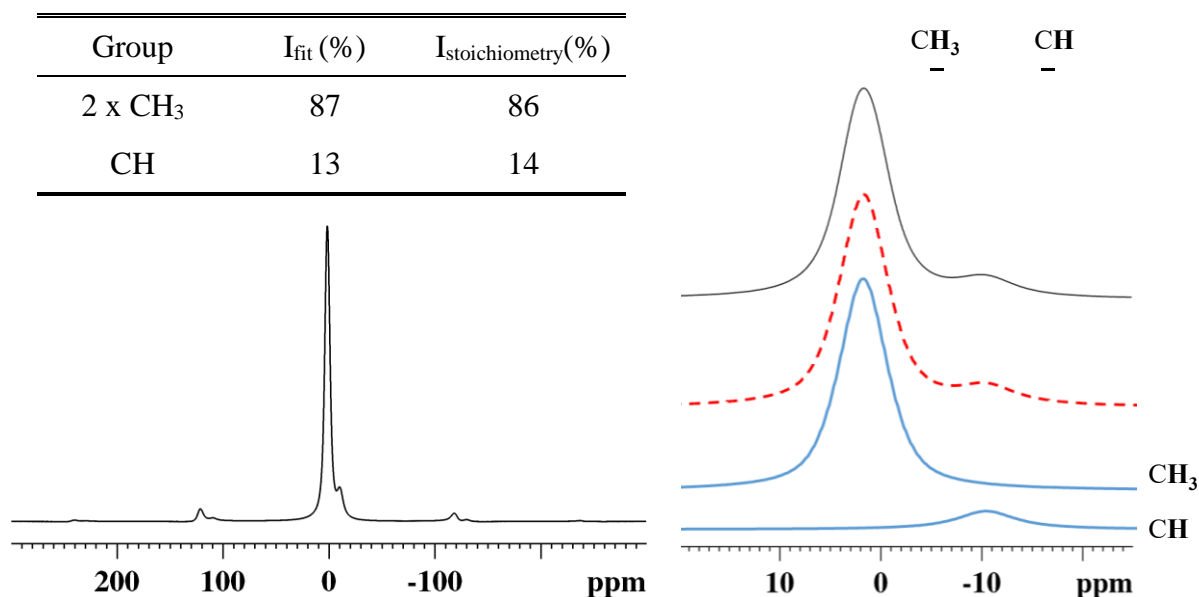 Group I_fit (%) I_stoichiometry(%)
2 x CH₃ 87 86
CH 13 14
200 100 0 -100 ppm
CH₃ CH
CH₃
CH
10 0 -10 ppm